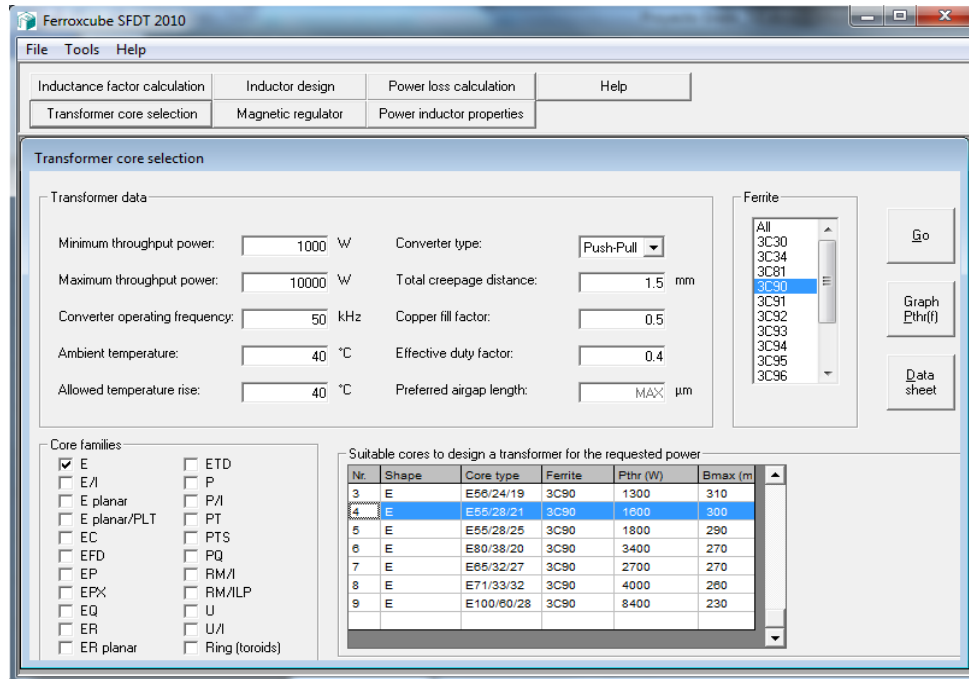 Ferroxcube SFDT 2010
File Tools Help
Inductance factor calculation Inductor design Power loss calculation Help
Transformer core selection Magnetic regulator Power inductor properties
Transformer core selection
Transformer data
Minimum throughput power: 1000 W Converter type: Push-Pull
Maximum throughput power: 10000 W Total creepage distance: 1.5 mm
Converter operating frequency: 50 kHz Copper fill factor: 0.5
Ambient temperature: 40 °C Effective duty factor: 0.4
Allowed temperature rise: 40 °C Preferred airgap length: MAX µm
Ferrite
All
3C30
3C34
3C81
3C90
3C91
3C92
3C93
3C94
3C95
3C96
Go
Graph
Pthr(f)
Data
sheet
Core families
E ETD
E/I P
E planar P/I
E planar/PLT PT
EC PTS
EFD PQ
EP RM/I
EPX RM/ILP
EQ U
ER U/I
ER planar Ring (toroids)
Suitable cores to design a transformer for the requested power
Nr. Shape Core type Ferrite Pthr (W) Bmax (m
3 E E56/24/19 3C90 1300 310
4 E E55/28/21 3C90 1600 300
5 E E55/28/25 3C90 1800 290
6 E E80/38/20 3C90 3400 270
7 E E65/32/27 3C90 2700 270
8 E E71/33/32 3C90 4000 260
9 E E100/60/28 3C90 8400 230